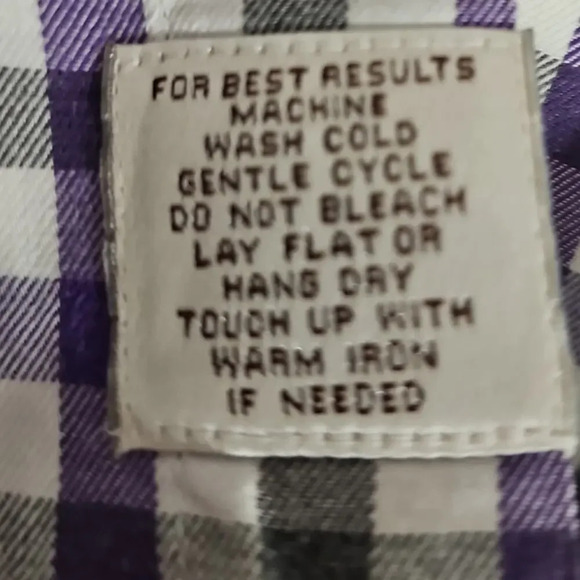 FOR BEST RESULTS
MACHINE
WASH COLD
GENTLE CYCLE
DO NOT BLEACH
LAY FLAT OR
HANG DRY
TOUCH UP WITH
WARM IRON
IF NEEDED